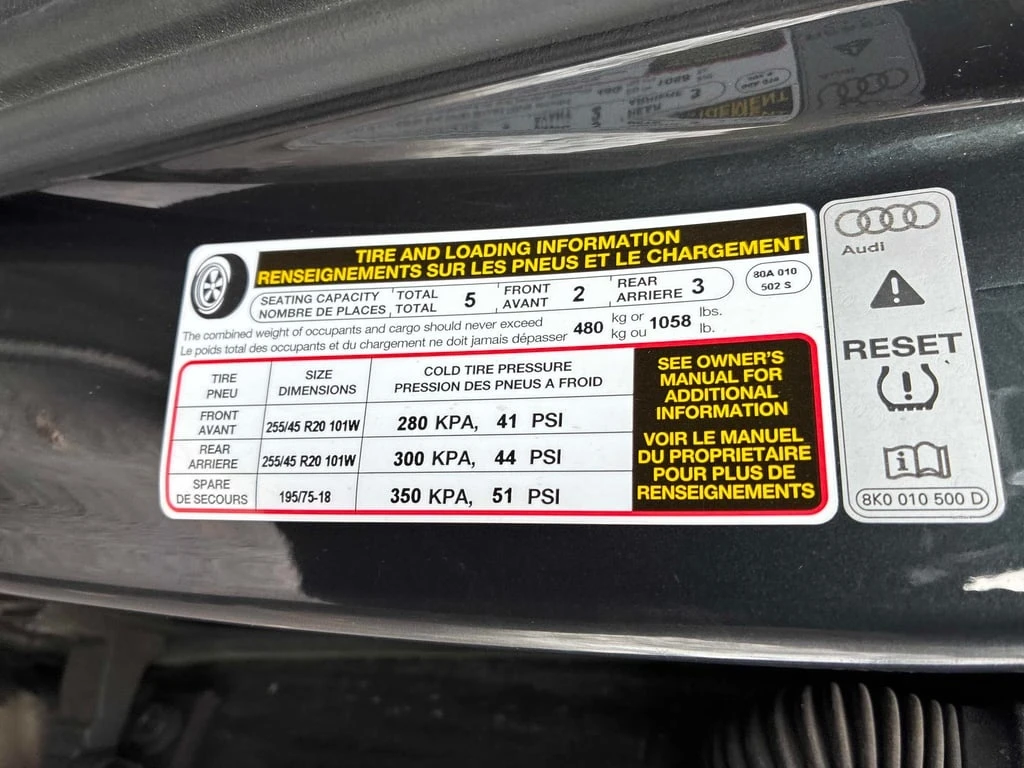 TIRE AND LOADING INFORMATION
RENSEIGNEMENTS SUR LES PNEUS ET LE CHARGEMENT
SEATING CAPACITY TOTAL 5 FRONT 2 REAR 3
NOMBRE DE PLACES TOTAL AVANT ARRIERE
80A 010
502 S
The combined weight of occupants and cargo should never exceed 480 kg or 1058 lbs.
Le poids total des occupants et du chargement ne doit jamais dépasser kg ou lb.
TIRE SIZE COLD TIRE PRESSURE
PNEU DIMENSIONS PRESSION DES PNEUS A FROID
FRONT
AVANT 255/45 R20 101W 280 KPA, 41 PSI
REAR
ARRIERE 255/45 R20 101W 300 KPA, 44 PSI
SPARE
DE SECOURS 195/75-18 350 KPA, 51 PSI
SEE OWNER'S
MANUAL FOR
ADDITIONAL
INFORMATION
VOIR LE MANUEL
DU PROPRIETAIRE
POUR PLUS DE
RENSEIGNEMENTS
Audi
RESET
8K0 010 500 D